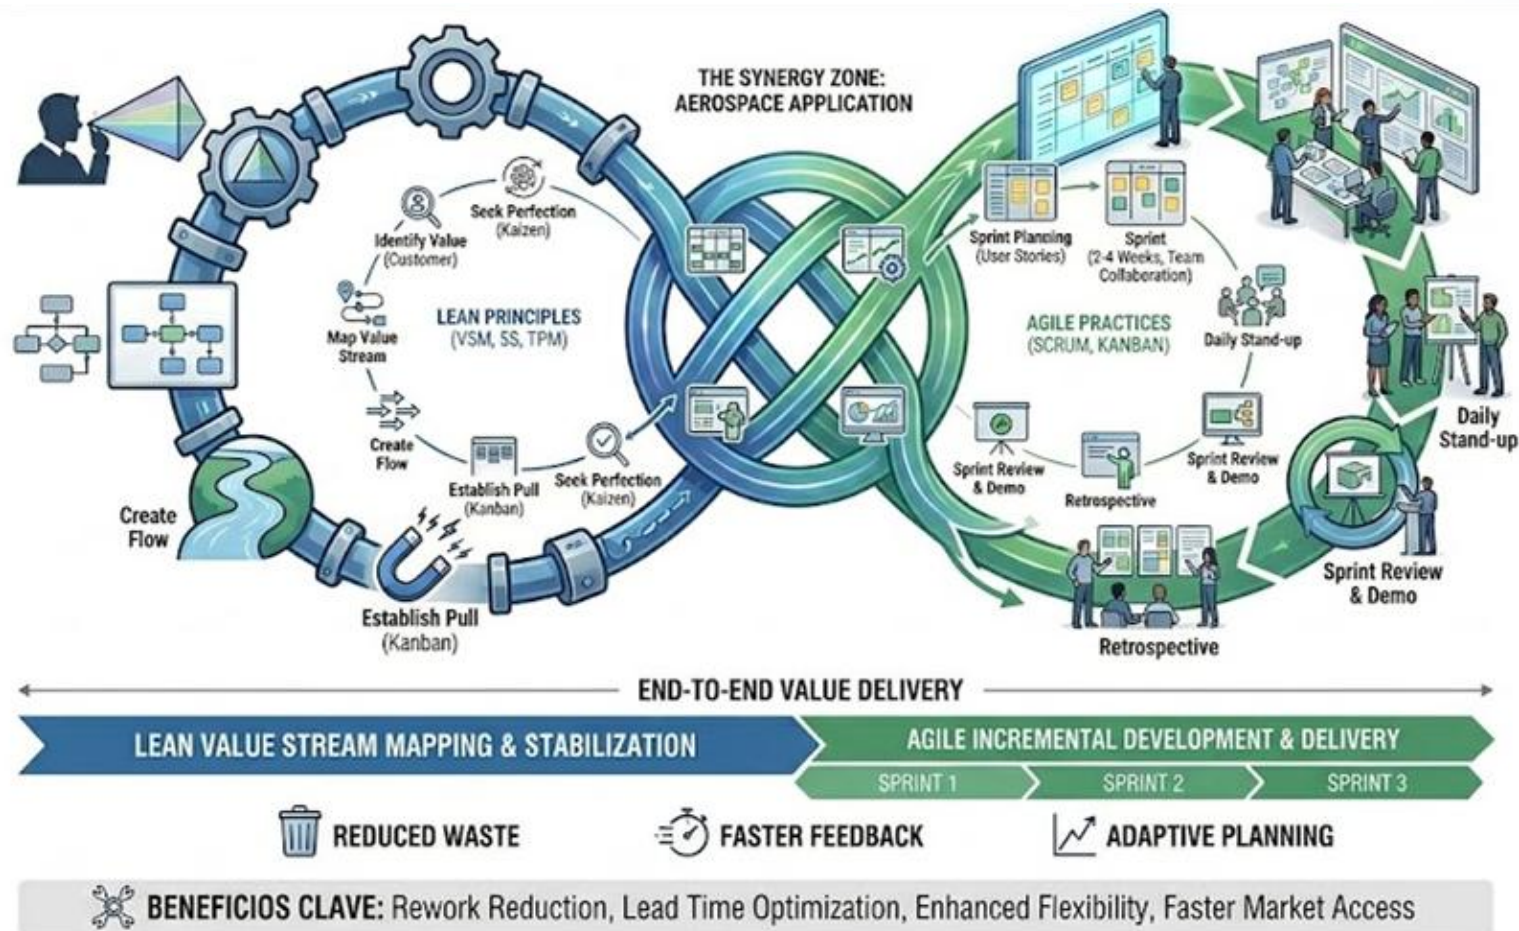 THE SYNERGY ZONE:
AEROSPACE APPLICATION
Seek Perfection
(Kaizen)
Identify Value
(Customer)
Map Value
Stream
LEAN PRINCIPLES
(VSM, 5S, TPM)
Create
Flow
Establish Pull
(Kanban)
Seek Perfection
(Kaizen)
Create
Flow
Establish Pull
(Kanban)
Sprint Planning
(User Stories)
Sprint
(2-4 Weeks, Team
Collaboration)
AGILE PRACTICES
(SCRUM, KANBAN)
Daily Stand-up
Sprint Review
& Demo
Retrospective
Sprint Review
& Demo
Daily
Stand-up
Sprint Review
& Demo
Retrospective
END-TO-END VALUE DELIVERY
LEAN VALUE STREAM MAPPING & STABILIZATION
AGILE INCREMENTAL DEVELOPMENT & DELIVERY
SPRINT 1
SPRINT 2
SPRINT 3
REDUCED WASTE
FASTER FEEDBACK
ADAPTIVE PLANNING
BENEFICIOS CLAVE: Rework Reduction, Lead Time Optimization, Enhanced Flexibility, Faster Market Access